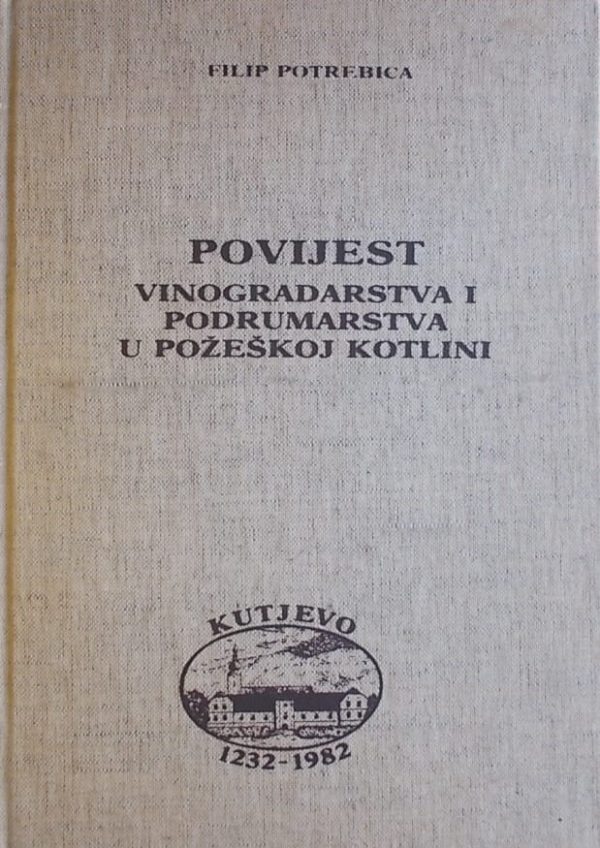 FILIP POTREBICA
POVIJEST
VINOGRADARSTVA I
PODRUMARSTVA
U POŽEŠKOJ KOTLINI
KUTJEVO
1232-1982